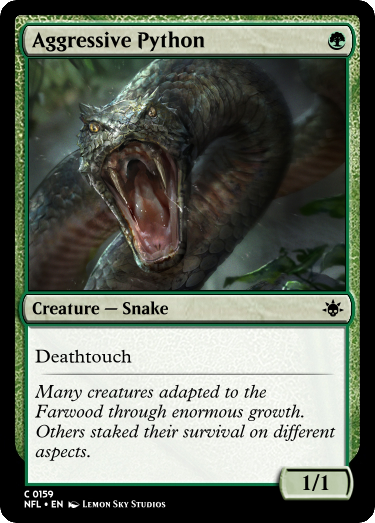 Aggressive Python
Creature — Snake
Deathtouch
Many creatures adapted to the
Farwood through enormous growth.
Others staked their survival on different
aspects.
1/1
C 0159
NFL • EN Lemon Sky Studios